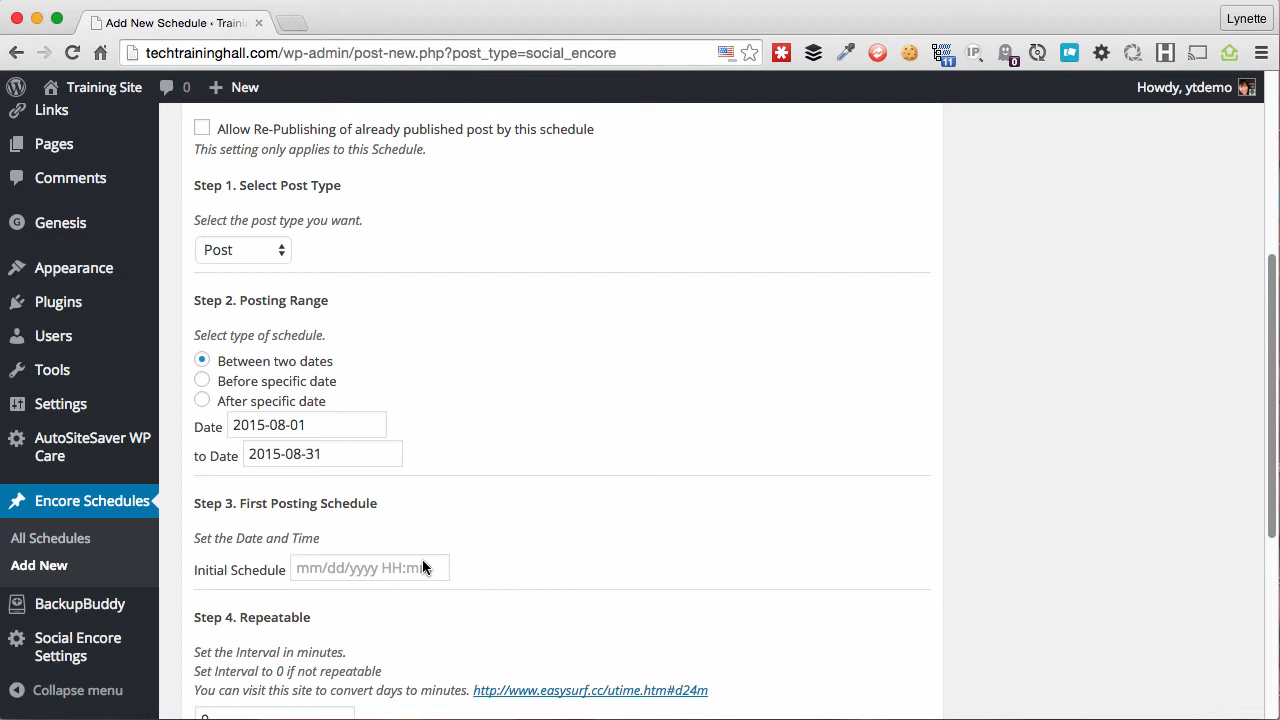 Add New Schedule ‹ Traini
Lynette
techtraininghall.com/wp-admin/post-new.php?post_type=social_encore
11
IP
0
Training Site
0
New
Howdy, ytdemo
Links
Pages
Comments
Genesis
Appearance
Plugins
Users
Tools
Settings
AutoSiteSaver WP
Care
Encore Schedules
All Schedules
Add New
BackupBuddy
Social Encore
Settings
Collapse menu
Allow Re-Publishing of already published post by this schedule
This setting only applies to this Schedule.
Step 1. Select Post Type
Select the post type you want.
Post
Step 2. Posting Range
Select type of schedule.
Between two dates
Before specific date
After specific date
Date 2015-08-01
to Date 2015-08-31
Step 3. First Posting Schedule
Set the Date and Time
Initial Schedule mm/dd/yyyy
Step 4. Repeatable
Set the Interval in minutes.
Set Interval to 0 if not repeatable
You can visit this site to convert days to minutes. http://www.easysurf.cc/utime.htm#d24m